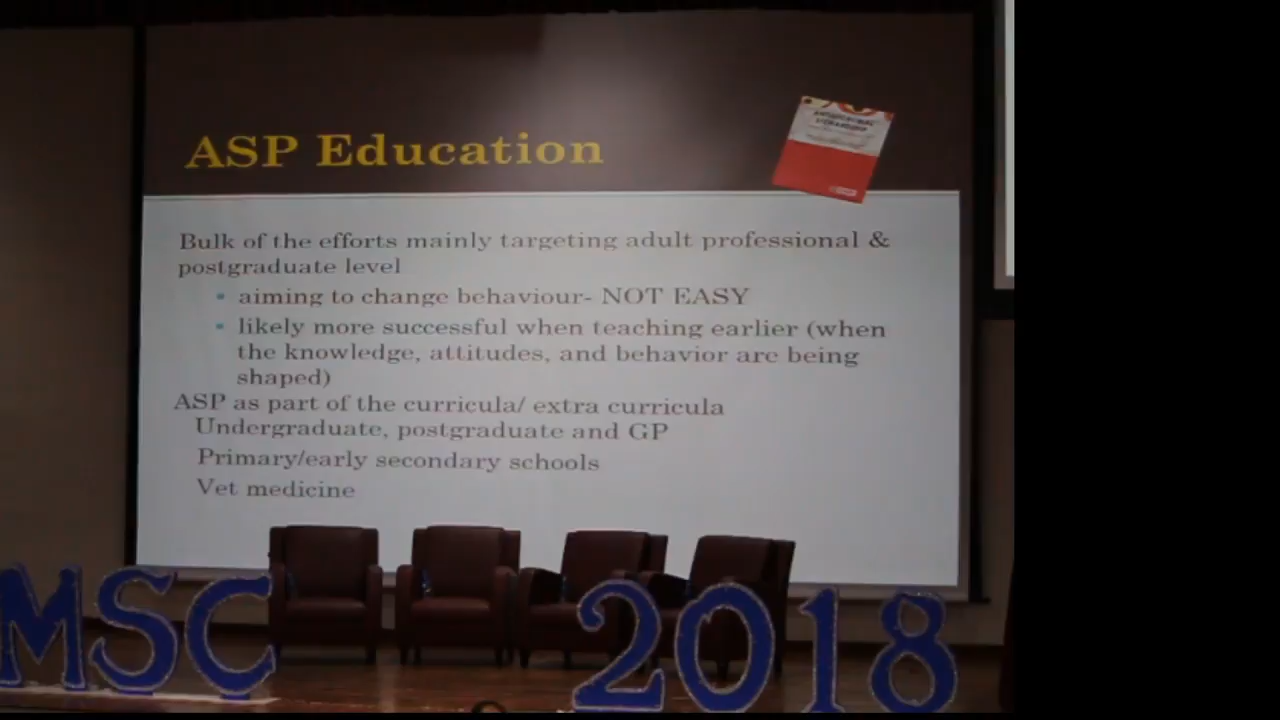 ASP Education
ANTIMICROBIAL
STEWARDSHIP
Bulk of the efforts mainly targeting adult professional &
postgraduate level
aiming to change behaviour- NOT EASY
likely more successful when teaching earlier (when
the knowledge, attitudes, and behavior are being
shaped)
ASP as part of the curricula/ extra curricula
Undergraduate, postgraduate and GP
Primary/early secondary schools
Vet medicine
MSC 2018